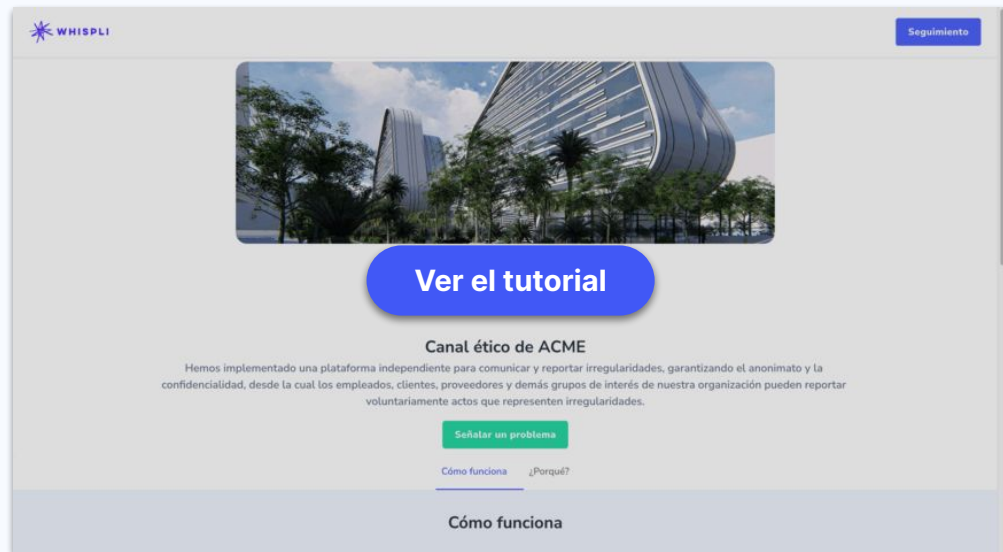 WHISPLI
Seguimiento
Ver el tutorial
Canal ético de ACME
Hemos implementado una plataforma independiente para comunicar y reportar irregularidades, garantizando el anonimato y la
confidencialidad, desde la cual los empleados, clientes, proveedores y demás grupos de interés de nuestra organización pueden reportar
voluntariamente actos que representen irregularidades.
Señalar un problema
Cómo funciona ¿Porqué?
Cómo funciona